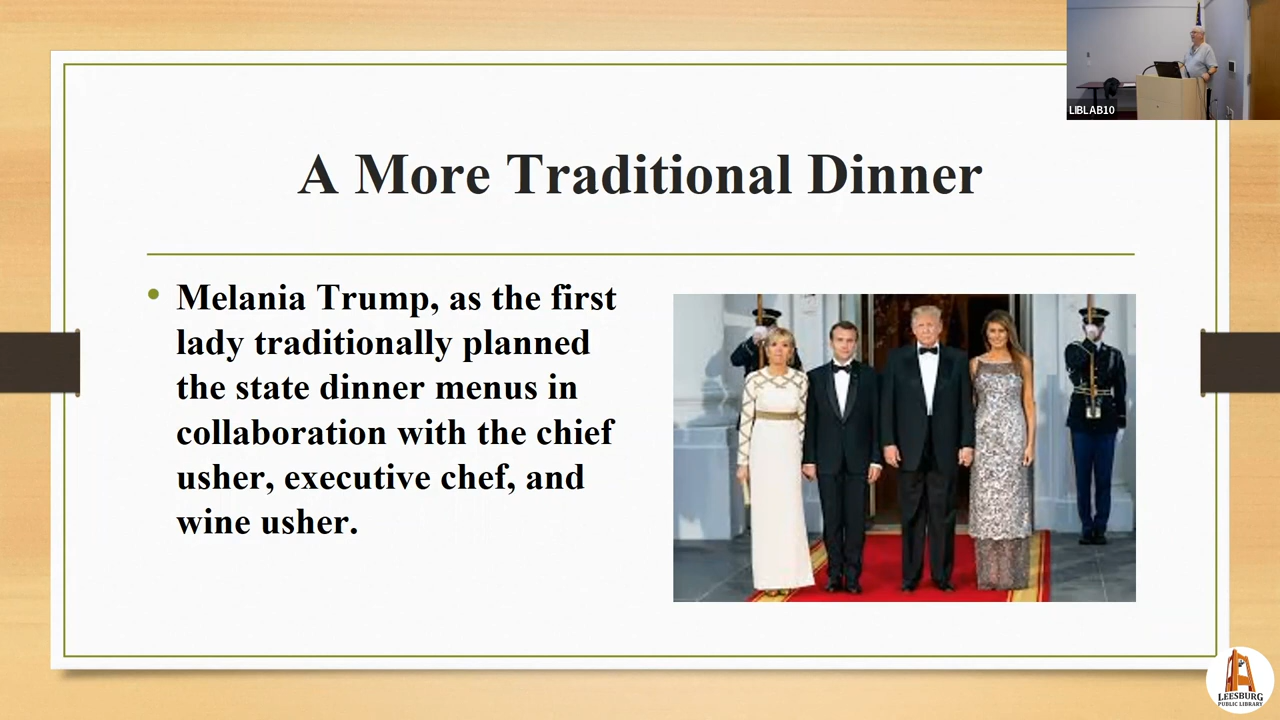 LIBLAB10
A More Traditional Dinner
Melania Trump, as the first
lady traditionally planned
the state dinner menus in
collaboration with the chief
usher, executive chef, and
wine usher.
LEESBURG
PUBLIC LIBRARY